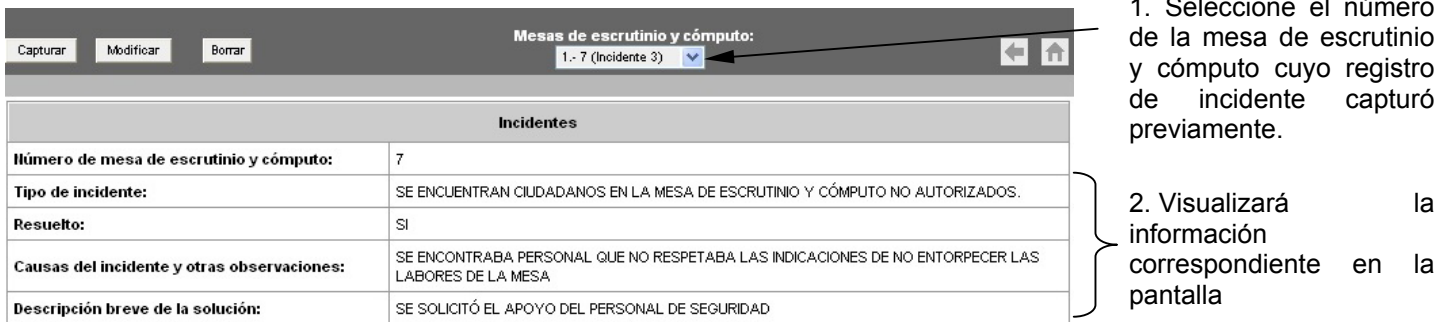 Capturar Modificar Borrar
Mesas de escrutinio y cómputo:
1.- 7 (Incidente 3)
Incidentes
Número de mesa de escrutinio y cómputo: 7
Tipo de incidente: SE ENCUENTRAN CIUDADANOS EN LA MESA DE ESCRUTINIO Y CÓMPUTO NO AUTORIZADOS.
Resuelto: SI
Causas del incidente y otras observaciones: SE ENCONTRABA PERSONAL QUE NO RESPETABA LAS INDICACIONES DE NO ENTORPECER LAS
LABORES DE LA MESA
Descripción breve de la solución: SE SOLICITÓ EL APOYO DEL PERSONAL DE SEGURIDAD
1. Seleccione el número
de la mesa de escrutinio
y cómputo cuyo registro
de incidente capturó
previamente.
2. Visualizará la
información
correspondiente en la
pantalla